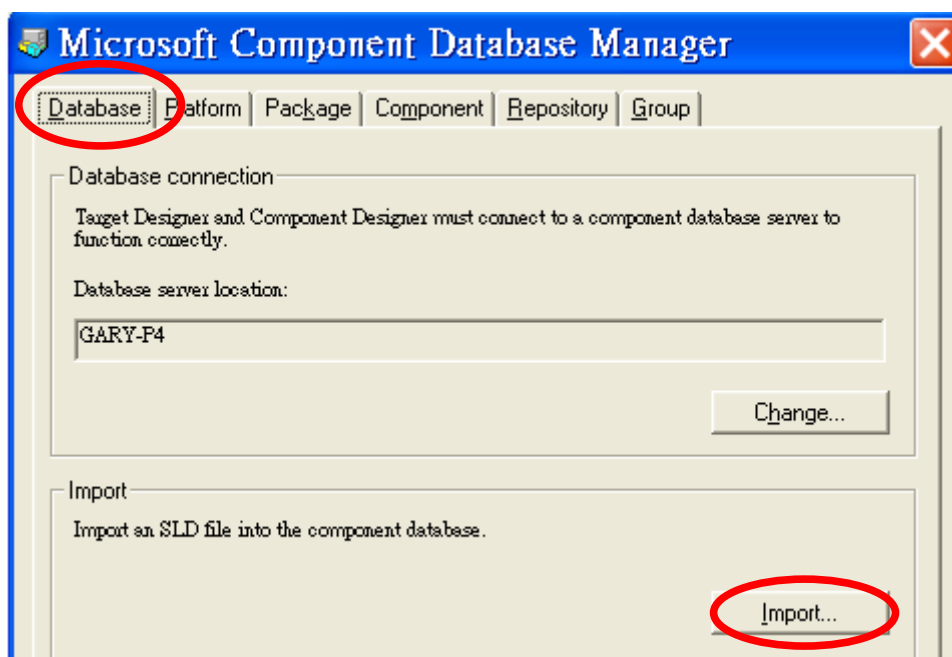 Microsoft Component Database Manager
Database Platform Package Component Repository Group
Database connection
Target Designer and Component Designer must connect to a component database server to
function correctly.
Database server location:
GARY-P4
Change...
Import
Import an SLD file into the component database.
Import...